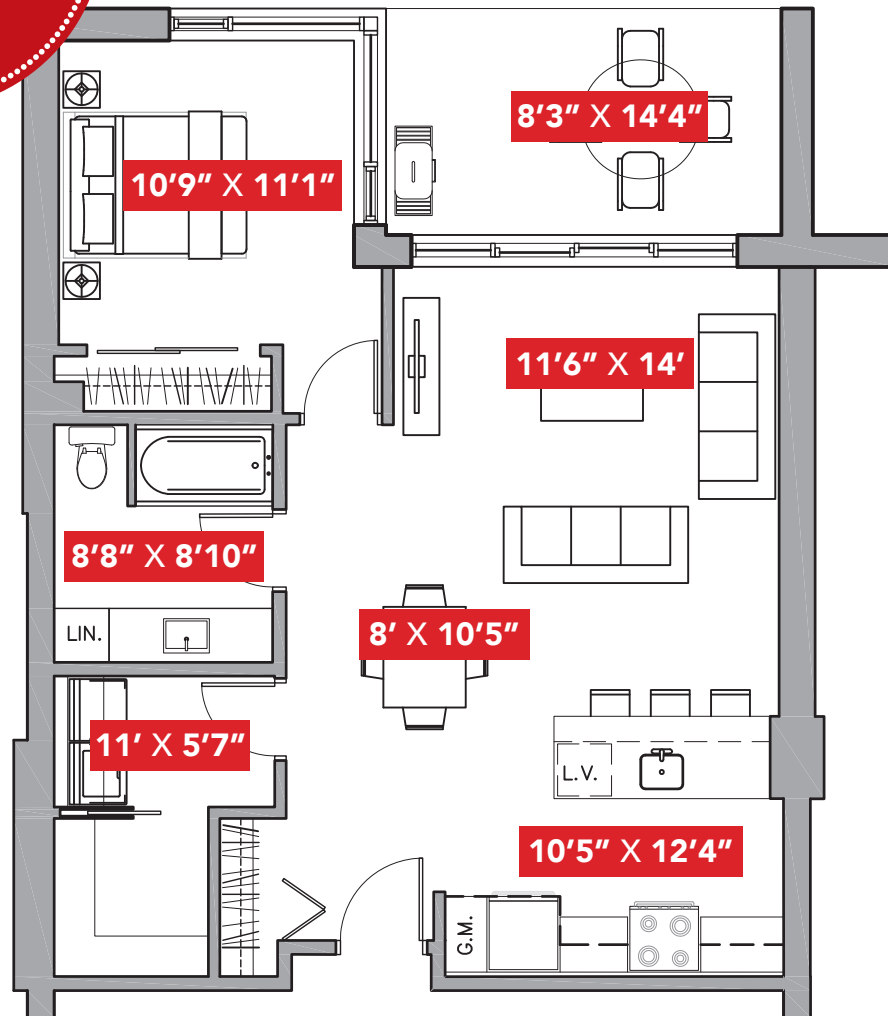 8'3" X 14'4"
10'9" X 11'1"
11'6" X 14'
8'8" X 8'10"
LIN.
8' X 10'5"
11' X 5'7"
L.V.
10'5" X 12'4"
G.M.